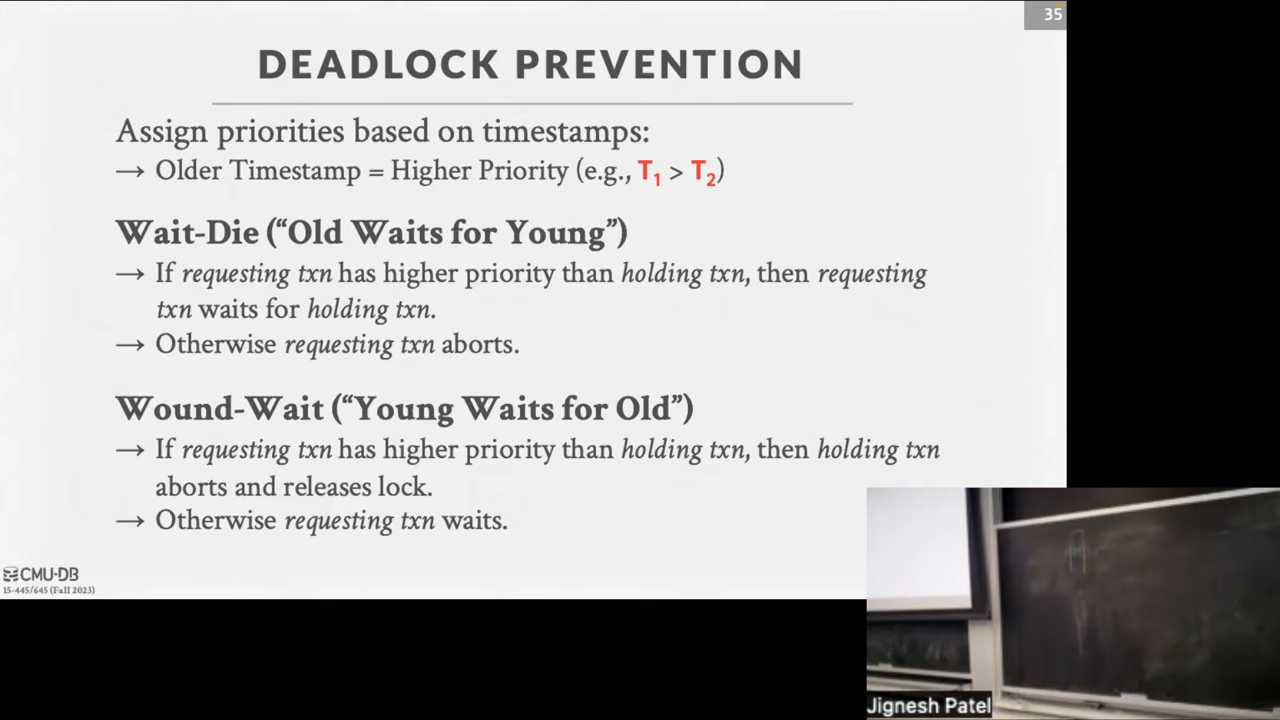 35
DEADLOCK PREVENTION
Assign priorities based on timestamps:
→ Older Timestamp = Higher Priority (e.g., T1 > T2)
Wait-Die (“Old Waits for Young”)
→ If requesting txn has higher priority than holding txn, then requesting
txn waits for holding txn.
→ Otherwise requesting txn aborts.
Wound-Wait (“Young Waits for Old”)
→ If requesting txn has higher priority than holding txn, then holding txn
aborts and releases lock.
→ Otherwise requesting txn waits.
CMU·DB
15-445/645 (Fall 2023)
Jignesh Patel